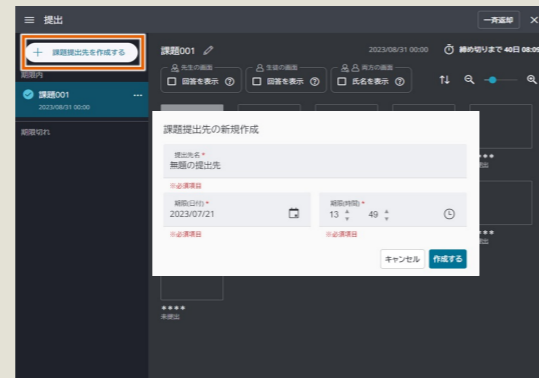 提出
一斉返却
課題提出先を作成する
課題001
2023/08/31 00:00
締め切りまで 40日 08:09
期限内
先生の画面
生徒の画面
両方の画面
回答を表示
回答を表示
氏名を表示
課題001
2023/08/31 00:00
期限切れ
課題提出先の新規作成
提出先名*
無題の提出先
※必須項目
期限(日付)*
期限(時間)*
2023/07/21
13 49
※必須項目
※必須項目
キャンセル
作成する
****
未提出